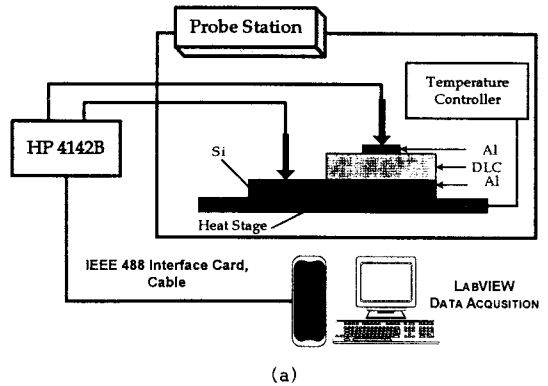 Probe Station
Temperature
Controller
HP 4142B
Si
Al
DLC
Al
Heat Stage
IEEE 488 Interface Card,
Cable
LABVIEW
DATA ACQUSITION
(a)